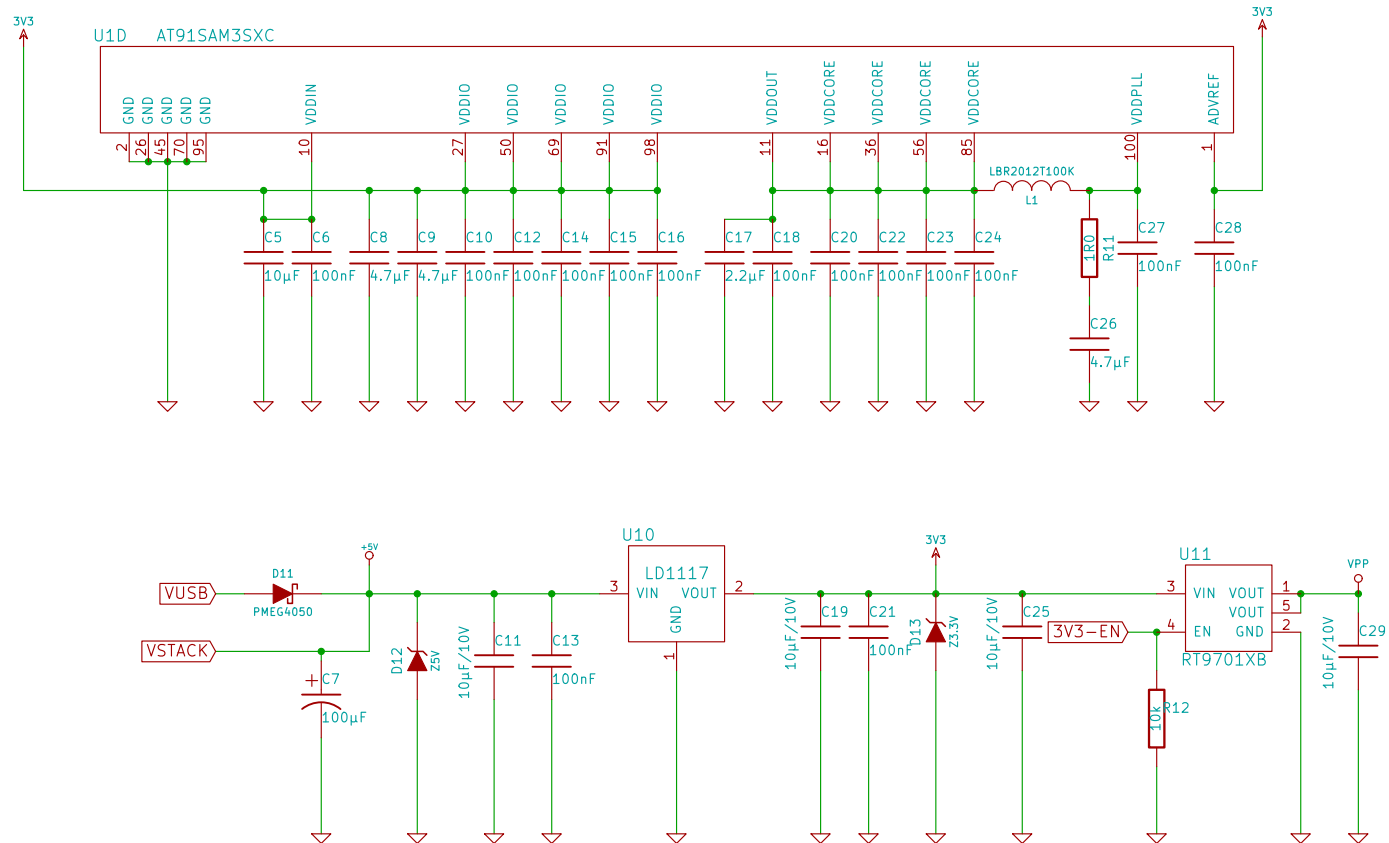 3V3
3V3
U1D AT91SAM3SXC
GND
GND
GND
GND
GND
VDDIN
VDDIO
VDDIO
VDDIO
VDDIO
VDDIO
VDDOUT
VDDCORE
VDDCORE
VDDCORE
VDDCORE
VDDPLL
ADVREF
2
26
45
70
95
10
27
50
69
91
98
11
16
36
56
85
100
1
LBR2012T100K
L1
C5
10µF
C6
100nF
C8
4.7µF
C9
4.7µF
C10
100nF
C12
100nF
C14
100nF
C15
100nF
C16
100nF
C17
2.2µF
C18
100nF
C20
100nF
C22
100nF
C23
100nF
C24
100nF
1R0
R11
C27
100nF
C28
100nF
C26
4.7µF
VUSB
D11
PMEG4050
+5V
VSTACK
C7
+
100µF
D12
Z5V
C11
10µF/10V
C13
100nF
U10
LD1117
3
VIN
VOUT
2
GND
1
3V3
C19
10µF/10V
C21
100nF
D13
Z3.3V
C25
10µF/10V
3V3-EN
U11
3
VIN
VOUT
1
VOUT
5
4
EN
GND
2
RT9701XB
10k
R12
VPP
C29
10µF/10V